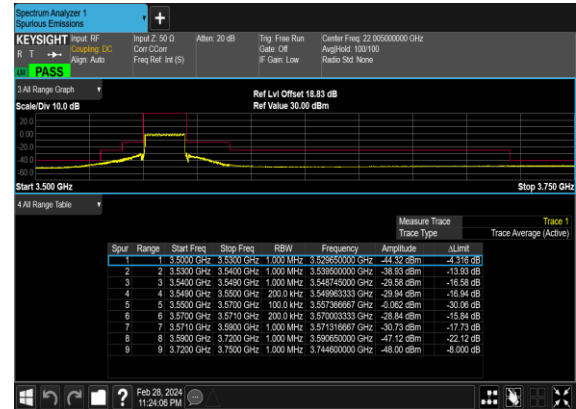 Spectrum Analyzer 1
Spurious Emissions
KEYSIGHT Input: RF Input Z: 50 Ω Atten: 20 dB Trig: Free Run Center Freq: 22.005000000 GHz
R T Coupling: DC Corr CCorr Gate: Off Avg|Hold: 100/100
Align: Auto Freq Ref: Int (S) IF Gain: Low Radio Std: None
PASS
3 All Range Graph
Ref Lvl Offset 18.83 dB
Scale/Div 10.0 dB Ref Value 30.00 dBm
20.0
0.00
-20.0
-40.0
-60.0
Start 3.500 GHz Stop 3.750 GHz
4 All Range Table
Measure Trace Trace 1
Trace Type Trace Average (Active)
Spur Range Start Freq Stop Freq RBW Frequency Amplitude ΔLimit
1 1 3.5000 GHz 3.5300 GHz 1.000 MHz 3.529650000 GHz -44.32 dBm -4.316 dB
2 2 3.5300 GHz 3.5400 GHz 1.000 MHz 3.539500000 GHz -38.93 dBm -13.93 dB
3 3 3.5400 GHz 3.5490 GHz 1.000 MHz 3.548745000 GHz -29.58 dBm -16.58 dB
4 4 3.5490 GHz 3.5500 GHz 200.0 kHz 3.549963333 GHz -29.94 dBm -16.94 dB
5 5 3.5500 GHz 3.5700 GHz 100.0 kHz 3.557366667 GHz -0.062 dBm -30.06 dB
6 6 3.5700 GHz 3.5710 GHz 200.0 kHz 3.570003333 GHz -28.84 dBm -15.84 dB
7 7 3.5710 GHz 3.5900 GHz 1.000 MHz 3.571316667 GHz -30.73 dBm -17.73 dB
8 8 3.5900 GHz 3.7200 GHz 1.000 MHz 3.590650000 GHz -47.12 dBm -22.12 dB
9 9 3.7200 GHz 3.7500 GHz 1.000 MHz 3.744600000 GHz -48.00 dBm -8.000 dB
? Feb 28, 2024
11:24:06 PM